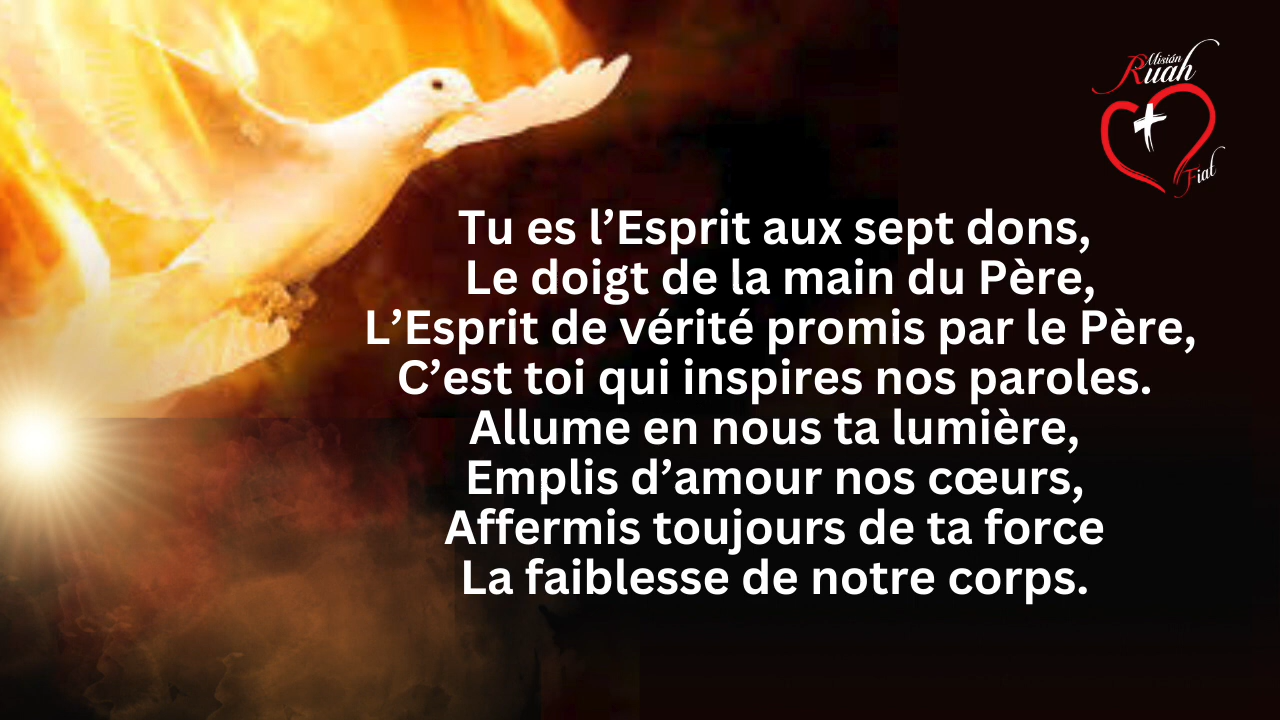 Misión
Ruah
Fiat
Tu es l’Esprit aux sept dons,
Le doigt de la main du Père,
L’Esprit de vérité promis par le Père,
C’est toi qui inspires nos paroles.
Allume en nous ta lumière,
Emplis d’amour nos cœurs,
Affermis toujours de ta force
La faiblesse de notre corps.